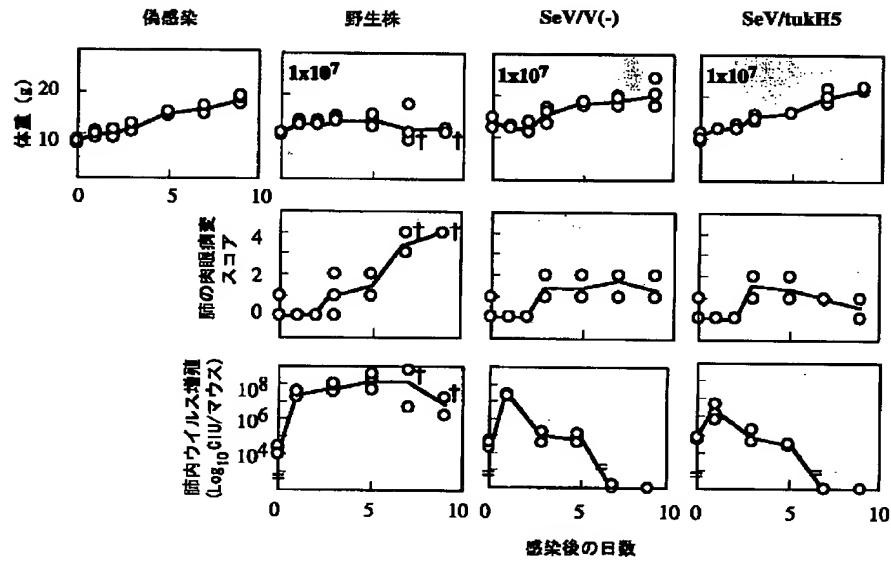 偽感染 野生株 SeV/V(-) SeV/tukH5
体重 (g)
20
10
0 5 10
1x10⁷
† †
1x10⁷
1x10⁷
肺の肉眼病変
スコア
4
2
0
† †
肺内ウイルス増殖
(Log₁₀CIU/マウス)
10⁸
10⁶
10⁴
† †
0 5 10
0 5 10
0 5 10
感染後の日数